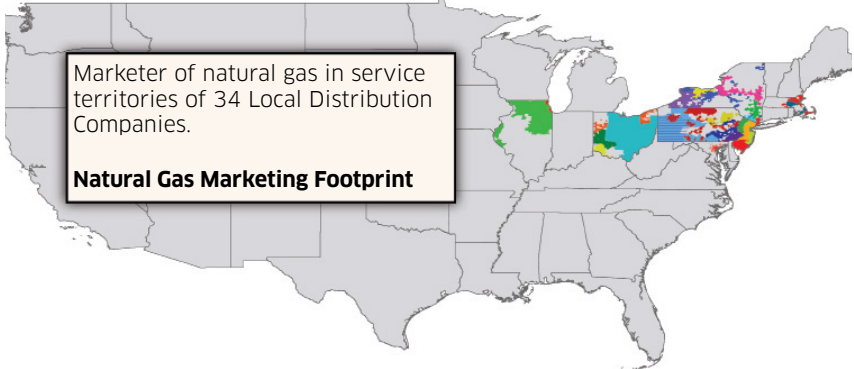 Marketer of natural gas in service
territories of 34 Local Distribution
Companies.
Natural Gas Marketing Footprint